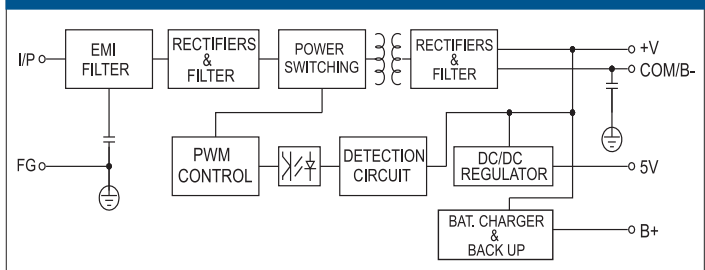 I/P
EMI
FILTER
RECTIFIERS
&
FILTER
POWER
SWITCHING
RECTIFIERS
&
FILTER
+V
COM/B-
FG
PWM
CONTROL
DETECTION
CIRCUIT
DC/DC
REGULATOR
5V
BAT. CHARGER
&
BACK UP
B+